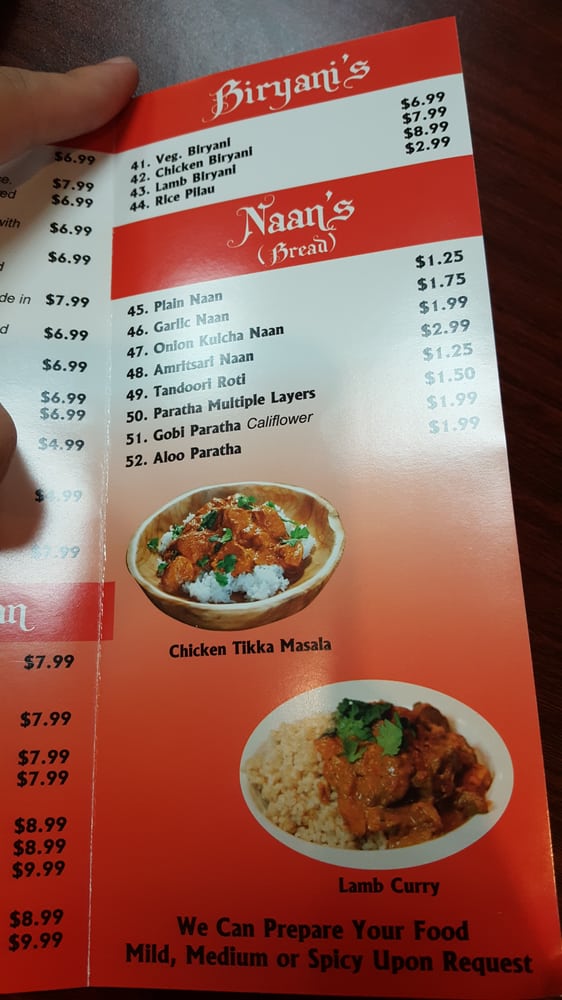 $6.99
$7.99
$6.99
with $6.99
$6.99
de in $7.99
$6.99
$6.99
$6.99
$6.99
$4.99
$7.99
an
$7.99
$7.99
$7.99
$7.99
$8.99
$8.99
$9.99
$8.99
$9.99
Biryani's
41. Veg. Biryani $6.99
42. Chicken Biryani $7.99
43. Lamb Biryani $8.99
44. Rice Pilau $2.99
Naan's
(Bread)
45. Plain Naan $1.25
46. Garlic Naan $1.75
47. Onion Kulcha Naan $1.99
48. Amritsari Naan $2.99
49. Tandoori Roti $1.25
50. Paratha Multiple Layers $1.50
51. Gobi Paratha Califlower $1.99
52. Aloo Paratha $1.99
Chicken Tikka Masala
Lamb Curry
We Can Prepare Your Food
Mild, Medium or Spicy Upon Request